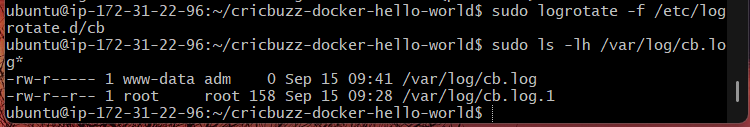 ubuntu@ip-172-31-22-96:~/cricbuzz-docker-hello-world$ sudo logrotate -f /etc/log
rotate.d/cb
ubuntu@ip-172-31-22-96:~/cricbuzz-docker-hello-world$ sudo ls -lh /var/log/cb.lo
g*
-rw-r----- 1 www-data adm    0 Sep 15 09:41 /var/log/cb.log
-rw-r--r-- 1 root     root 158 Sep 15 09:28 /var/log/cb.log.1
ubuntu@ip-172-31-22-96:~/cricbuzz-docker-hello-world$